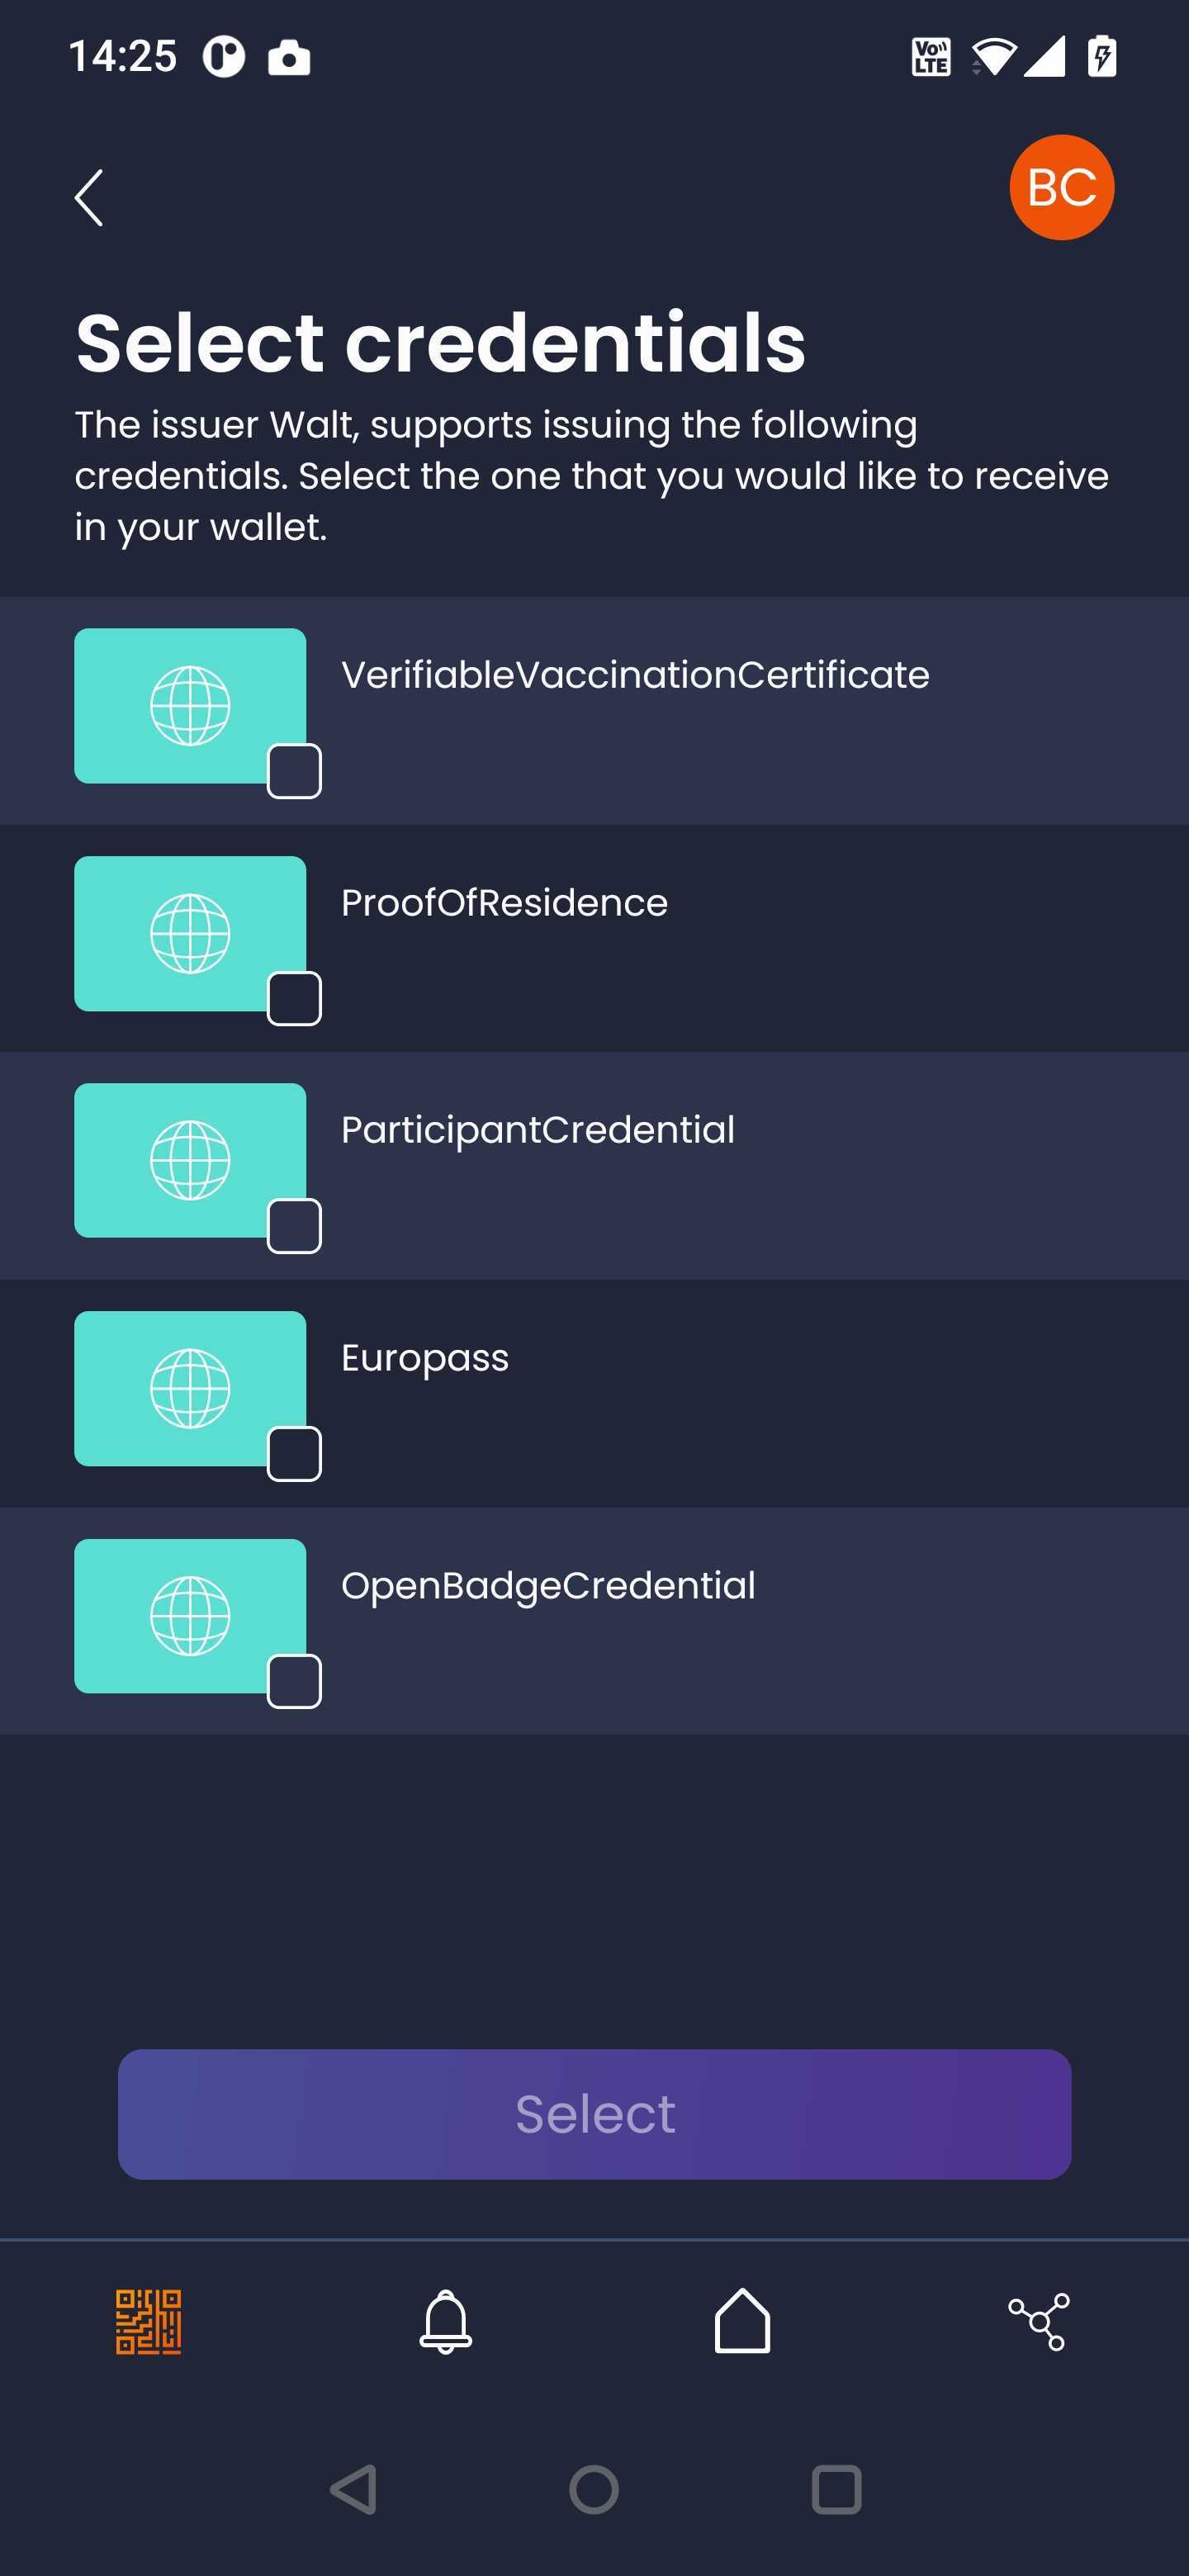 14:25
Vo LTE
BC
Select credentials
The issuer Walt, supports issuing the following
credentials. Select the one that you would like to receive
in your wallet.
VerifiableVaccinationCertificate
ProofOfResidence
ParticipantCredential
Europass
OpenBadgeCredential
Select